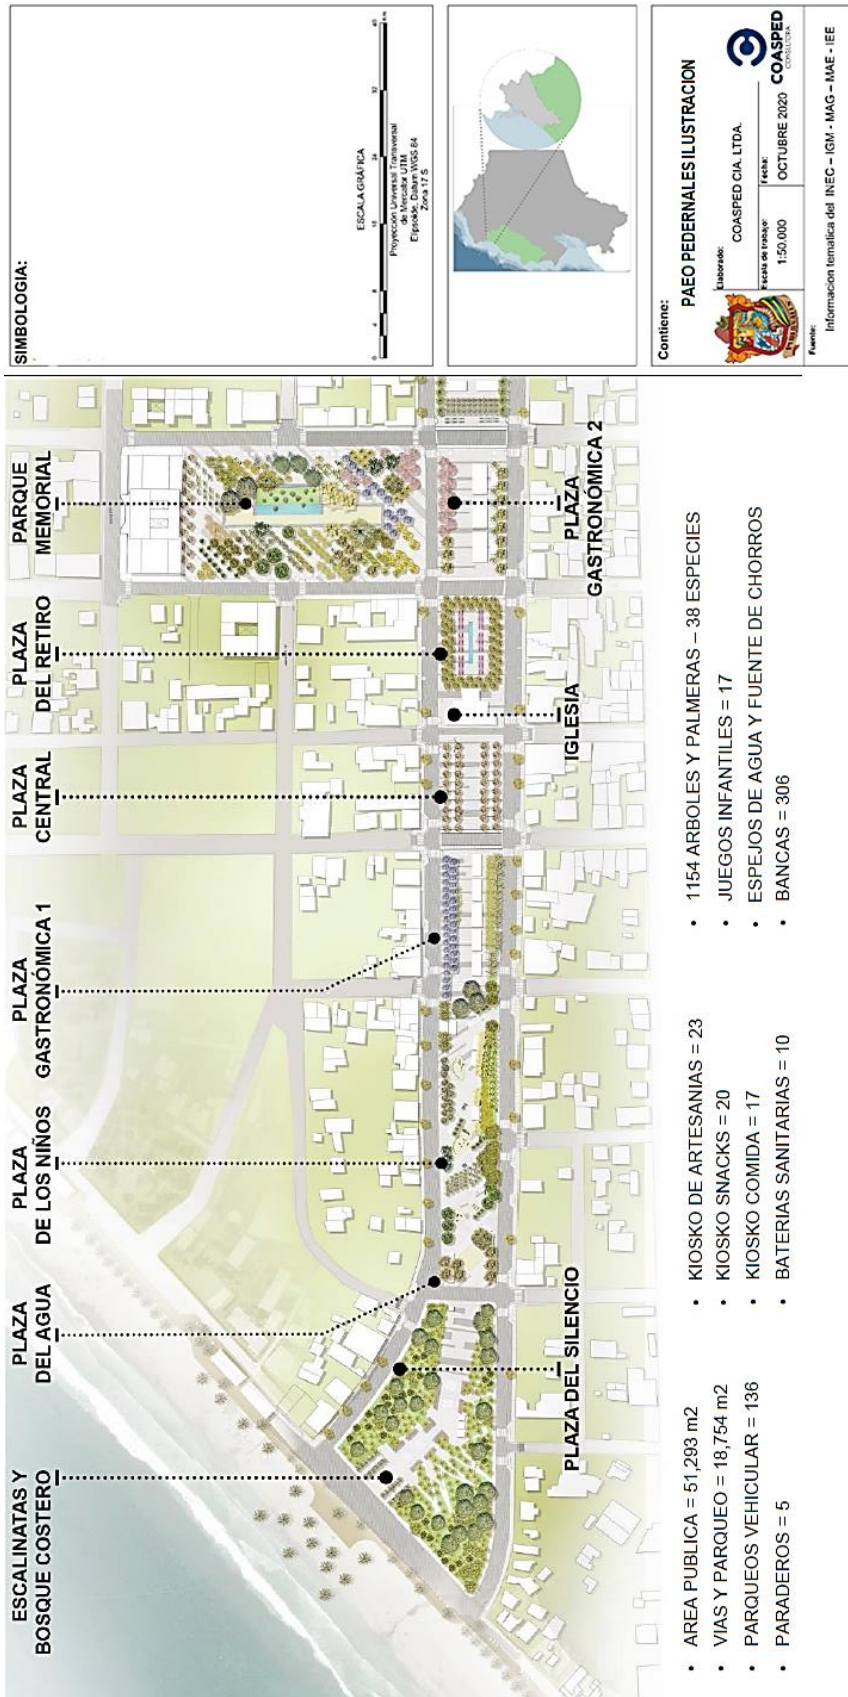 ESCALINATAS Y
BOSQUE COSTERO
PLAZA
DEL AGUA
PLAZA
DE LOS NIÑOS
PLAZA
GASTRONÓMICA 1
PLAZA
CENTRAL
PLAZA
DEL RETIRO
PARQUE
MEMORIAL
PLAZA DEL SILENCIO
IGLESIA
PLAZA
GASTRONÓMICA 2
• AREA PUBLICA = 51,293 m2
• VIAS Y PARQUEO = 18,754 m2
• PARQUEOS VEHICULAR = 136
• PARADEROS = 5
• KIOSKO DE ARTESANIAS = 23
• KIOSKO SNACKS = 20
• KIOSKO COMIDA = 17
• BATERIAS SANITARIAS = 10
• 1154 ARBOLES Y PALMERAS – 38 ESPECIES
• JUEGOS INFANTILES = 17
• ESPEJOS DE AGUA Y FUENTE DE CHORROS
• BANCAS = 306
SIMBOLOGIA:
ESCALA GRÁFICA
Proyección Universal Transversal
de Mercator UTM
Elipsoide, Datum WGS 84
Zona 17 S
Contiene:
PAEO PEDERNALES ILUSTRACION
Elaborado:
COASPED CIA. LTDA.
COASPED
CONSULTORA
Escala de trabajo:
1:50.000
Fecha:
OCTUBRE 2020
Fuente:
Informacion tematica del INEC – IGM - MAG – MAE - IEE